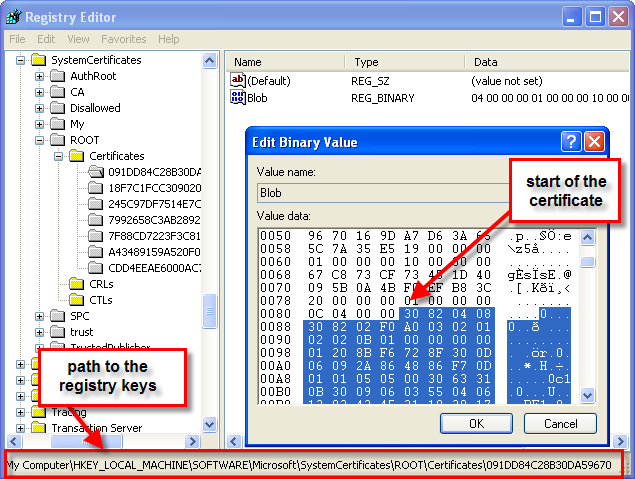 Registry Editor
File Edit View Favorites Help
SystemCertificates
AuthRoot
CA
Disallowed
My
ROOT
Certificates
091DD84C28B30DA
18F7C1FCC309020
245C97DF7514E7C
7992658C3AB2892
7F88CD7223F3C81
A43489159A520F0
CDD4EEAE6000AC7
CRLs
CTLs
SPC
trust
TrustedPublisher
Tracing
Transaction Server
path to the
registry keys
Name Type Data
(Default) REG_SZ (value not set)
Blob REG_BINARY 04 00 00 00 01 00 00 00 10 00 00
Edit Binary Value
Value name:
Blob
Value data:
0050 96 70 16 9D A7 D6 3A 65 .p..§Ö:e
0058 5C 7A 35 E5 19 00 00 00 \z5å....
0060 01 00 00 00 10 00 00 00 ........
0068 67 C8 73 CF 73 45 1D 40 gÈsÏsE.@
0070 09 5B 0A 4B F0 EF B8 3C
0078 20 00 00 00 01 00 00 00
0080 0C 04 00 00 30 82 04 08 ....0...
0088 30 82 02 F0 A0 03 02 01
0090 02 02 0B 01 00 00 00 00 ........
0098 01 20 8B F6 72 8F 30 0D . .ör.0.
00A0 06 09 2A 86 48 86 F7 0D ..*.H.÷.
00A8 01 01 05 05 00 30 63 31 .....0c1
00B0 0B 30 09 06 03 55 04 06 .0...U..
start of the
certificate
OK Cancel
My Computer\HKEY_LOCAL_MACHINE\SOFTWARE\Microsoft\SystemCertificates\ROOT\Certificates\091DD84C28B30DA59670